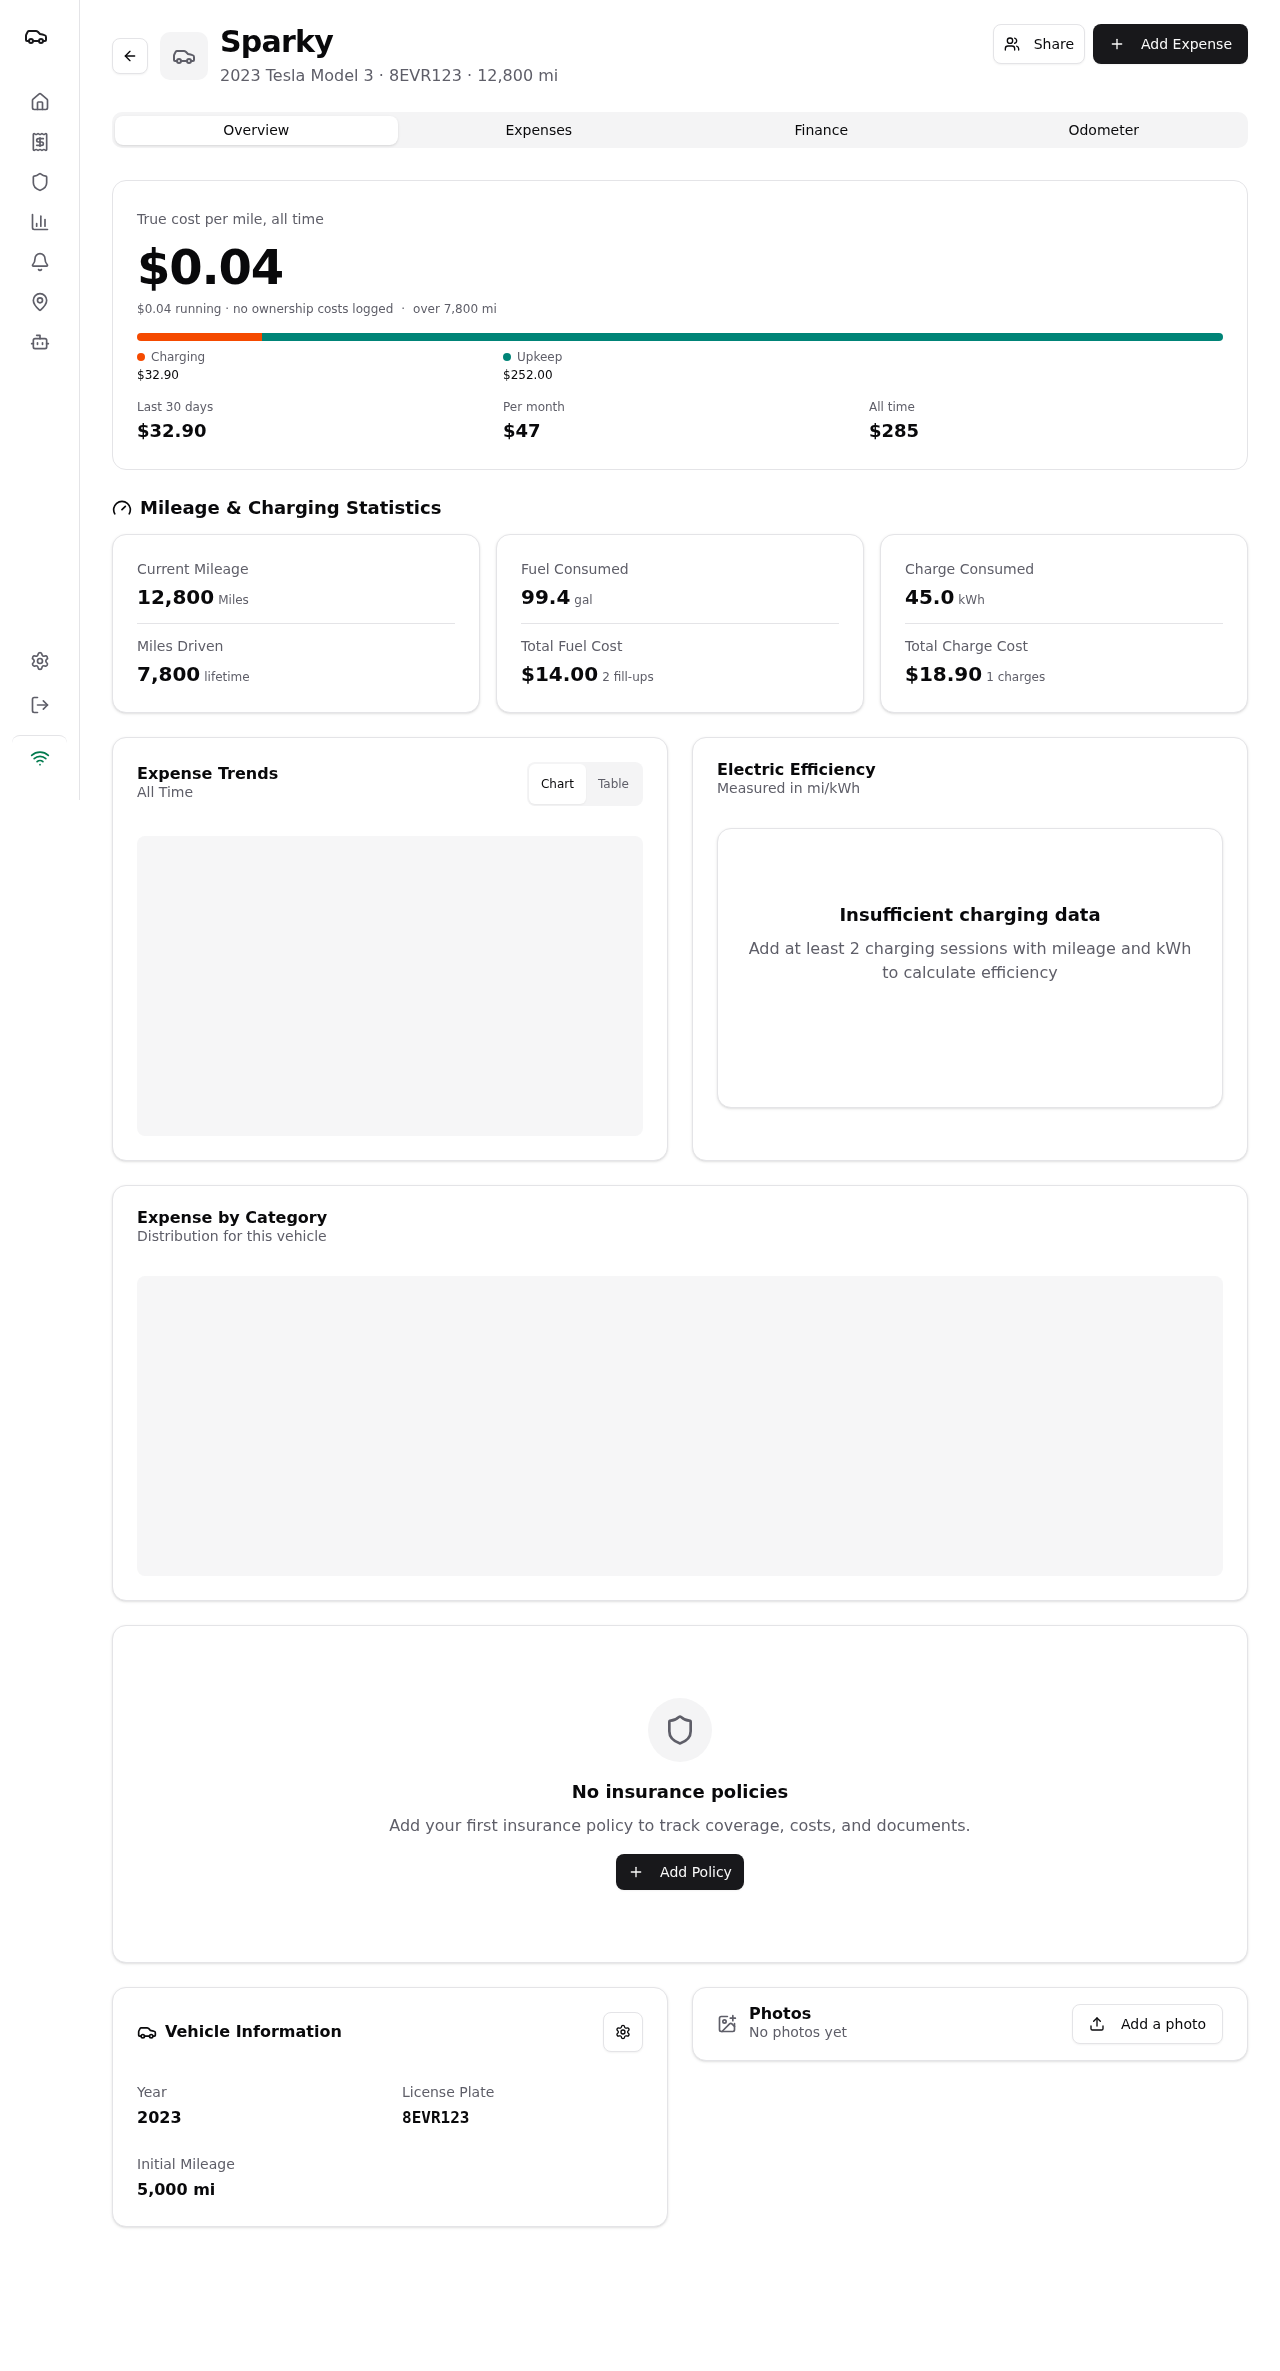 Sparky
2023 Tesla Model 3 · 8EVR123 · 12,800 mi
Share
Add Expense
Overview
Expenses
Finance
Odometer
True cost per mile, all time
$0.04
$0.04 running · no ownership costs logged · over 7,800 mi
Charging
$32.90
Upkeep
$252.00
Last 30 days
$32.90
Per month
$47
All time
$285
Mileage & Charging Statistics
Current Mileage
12,800 Miles
Miles Driven
7,800 lifetime
Fuel Consumed
99.4 gal
Total Fuel Cost
$14.00 2 fill-ups
Charge Consumed
45.0 kWh
Total Charge Cost
$18.90 1 charges
Expense Trends
All Time
Chart
Table
Electric Efficiency
Measured in mi/kWh
Insufficient charging data
Add at least 2 charging sessions with mileage and kWh
to calculate efficiency
Expense by Category
Distribution for this vehicle
No insurance policies
Add your first insurance policy to track coverage, costs, and documents.
Add Policy
Vehicle Information
Year
2023
License Plate
8EVR123
Initial Mileage
5,000 mi
Photos
No photos yet
Add a photo